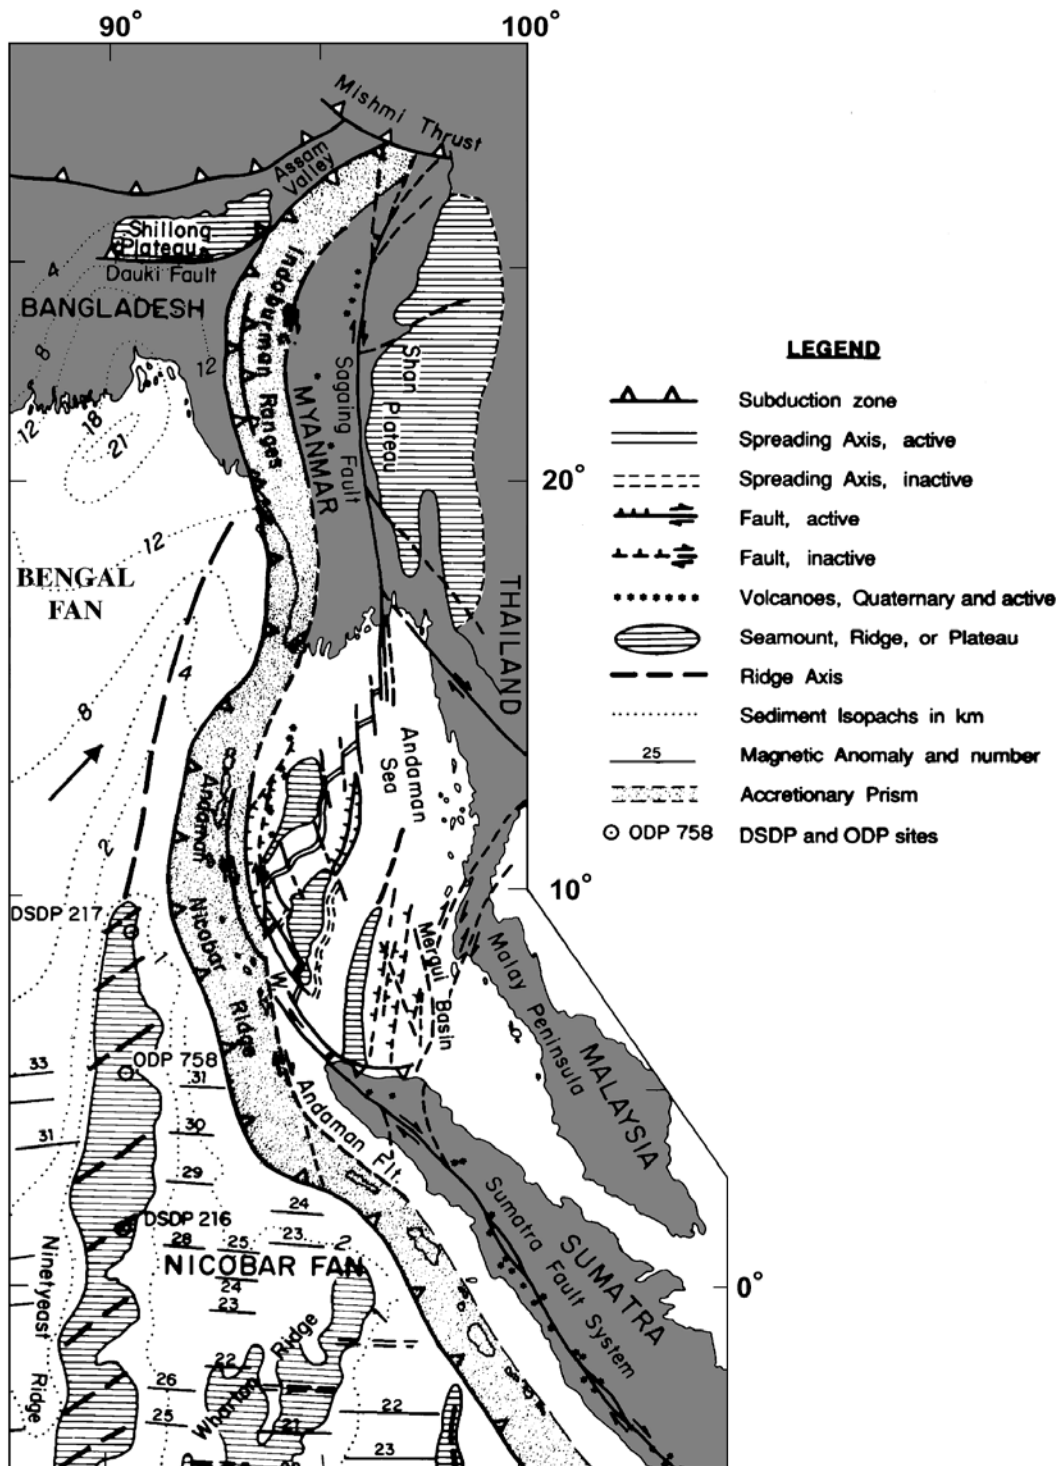 90°
100°
Mishmi Thrust
Assam
Valley
Shillong
Plateau
Dauki Fault
4
BANGLADESH
8
12
Indoburman Ranges
MYANMAR
Sagaing Fault
Shan Plateau
12
18
21
20°
12
BENGAL
FAN
THAILAND
4
8
Andaman
Sea
2
Andaman
Nicobar
Ridge
10°
DSDP 217
1
W.
Mergui Basin
Malay Peninsula
MALAYSIA
ODP 758
33
31
31
30
29
Andaman Flt.
DSDP 216
28
25
24
23
2
NICOBAR FAN
24
23
Sumatra Fault System
SUMATRA
0°
Ninetyeast Ridge
Wharton Ridge
22
26
25
22
21
23
LEGEND
Subduction zone
Spreading Axis, active
Spreading Axis, inactive
Fault, active
Fault, inactive
Volcanoes, Quaternary and active
Seamount, Ridge, or Plateau
Ridge Axis
Sediment Isopachs in km
25
Magnetic Anomaly and number
Accretionary Prism
ODP 758
DSDP and ODP sites